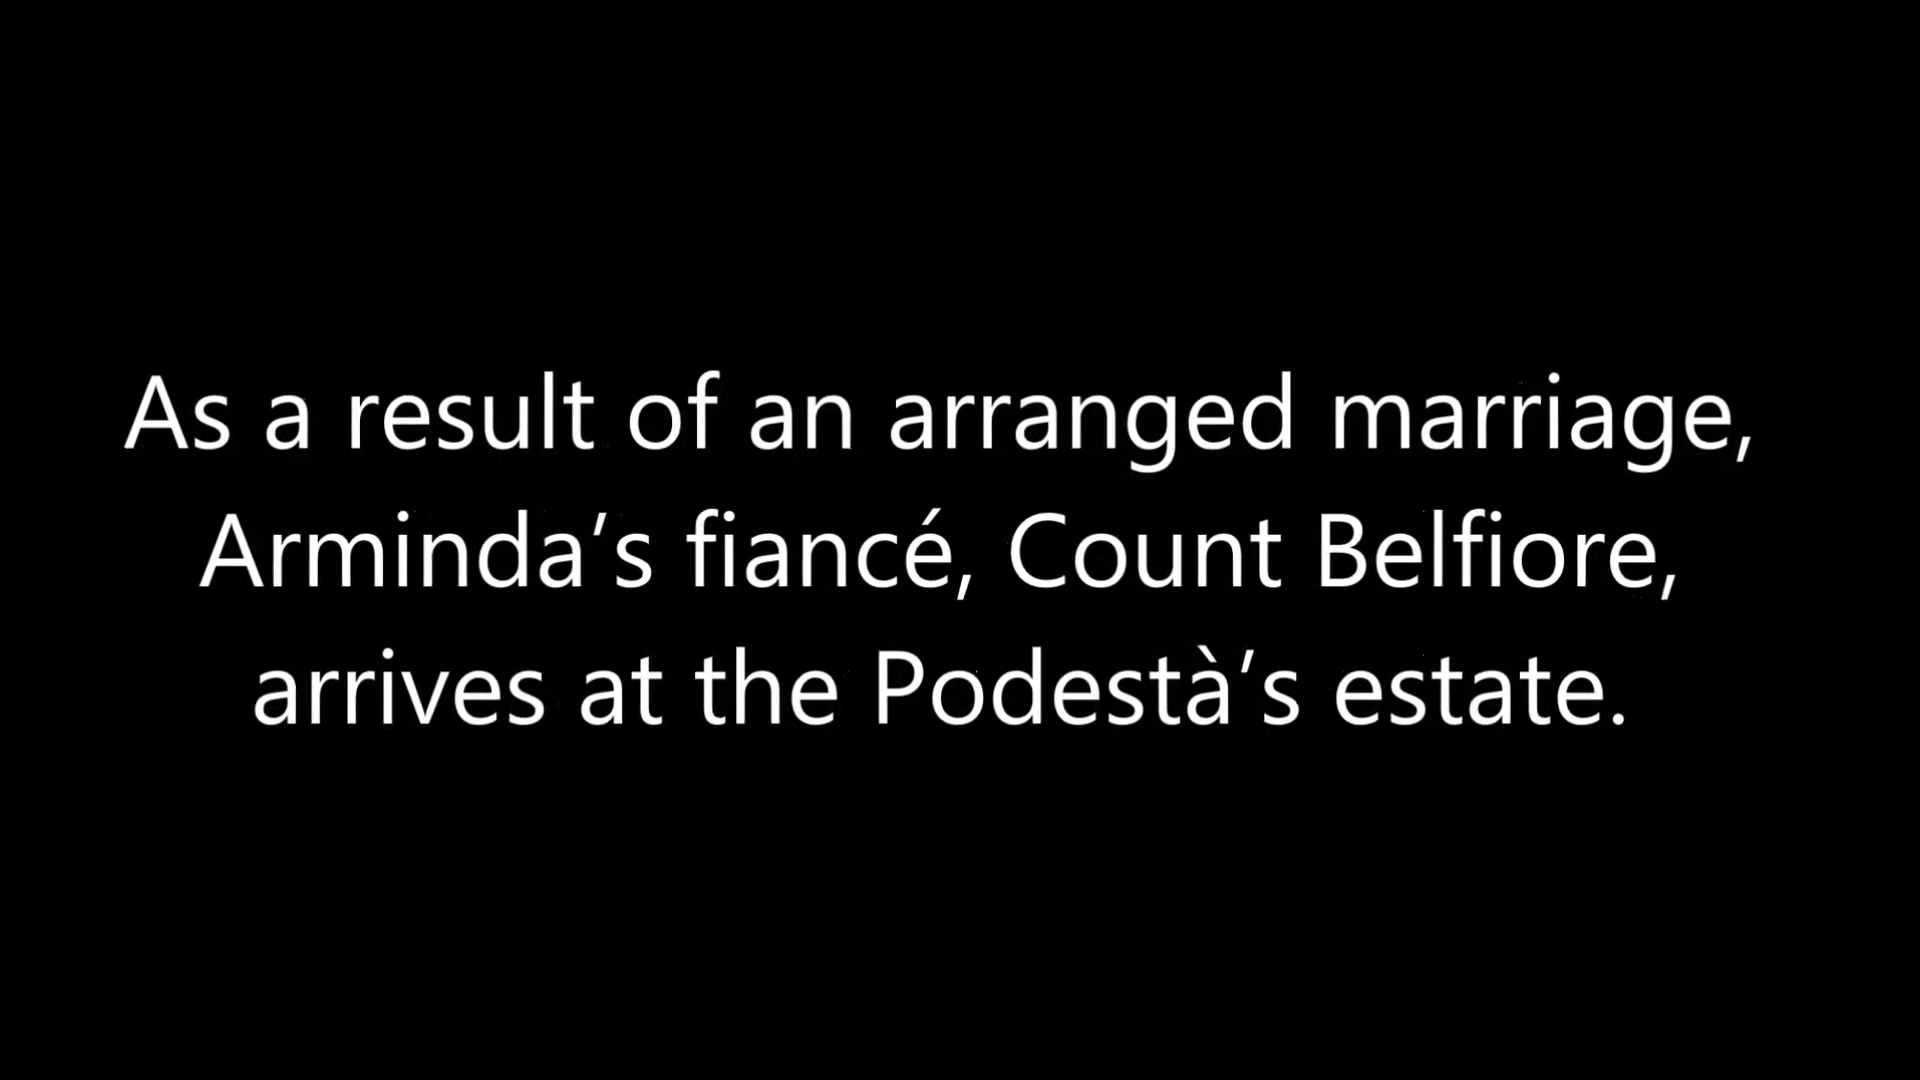 As a result of an arranged marriage,
Arminda’s fiancé, Count Belfiore,
arrives at the Podestà’s estate.